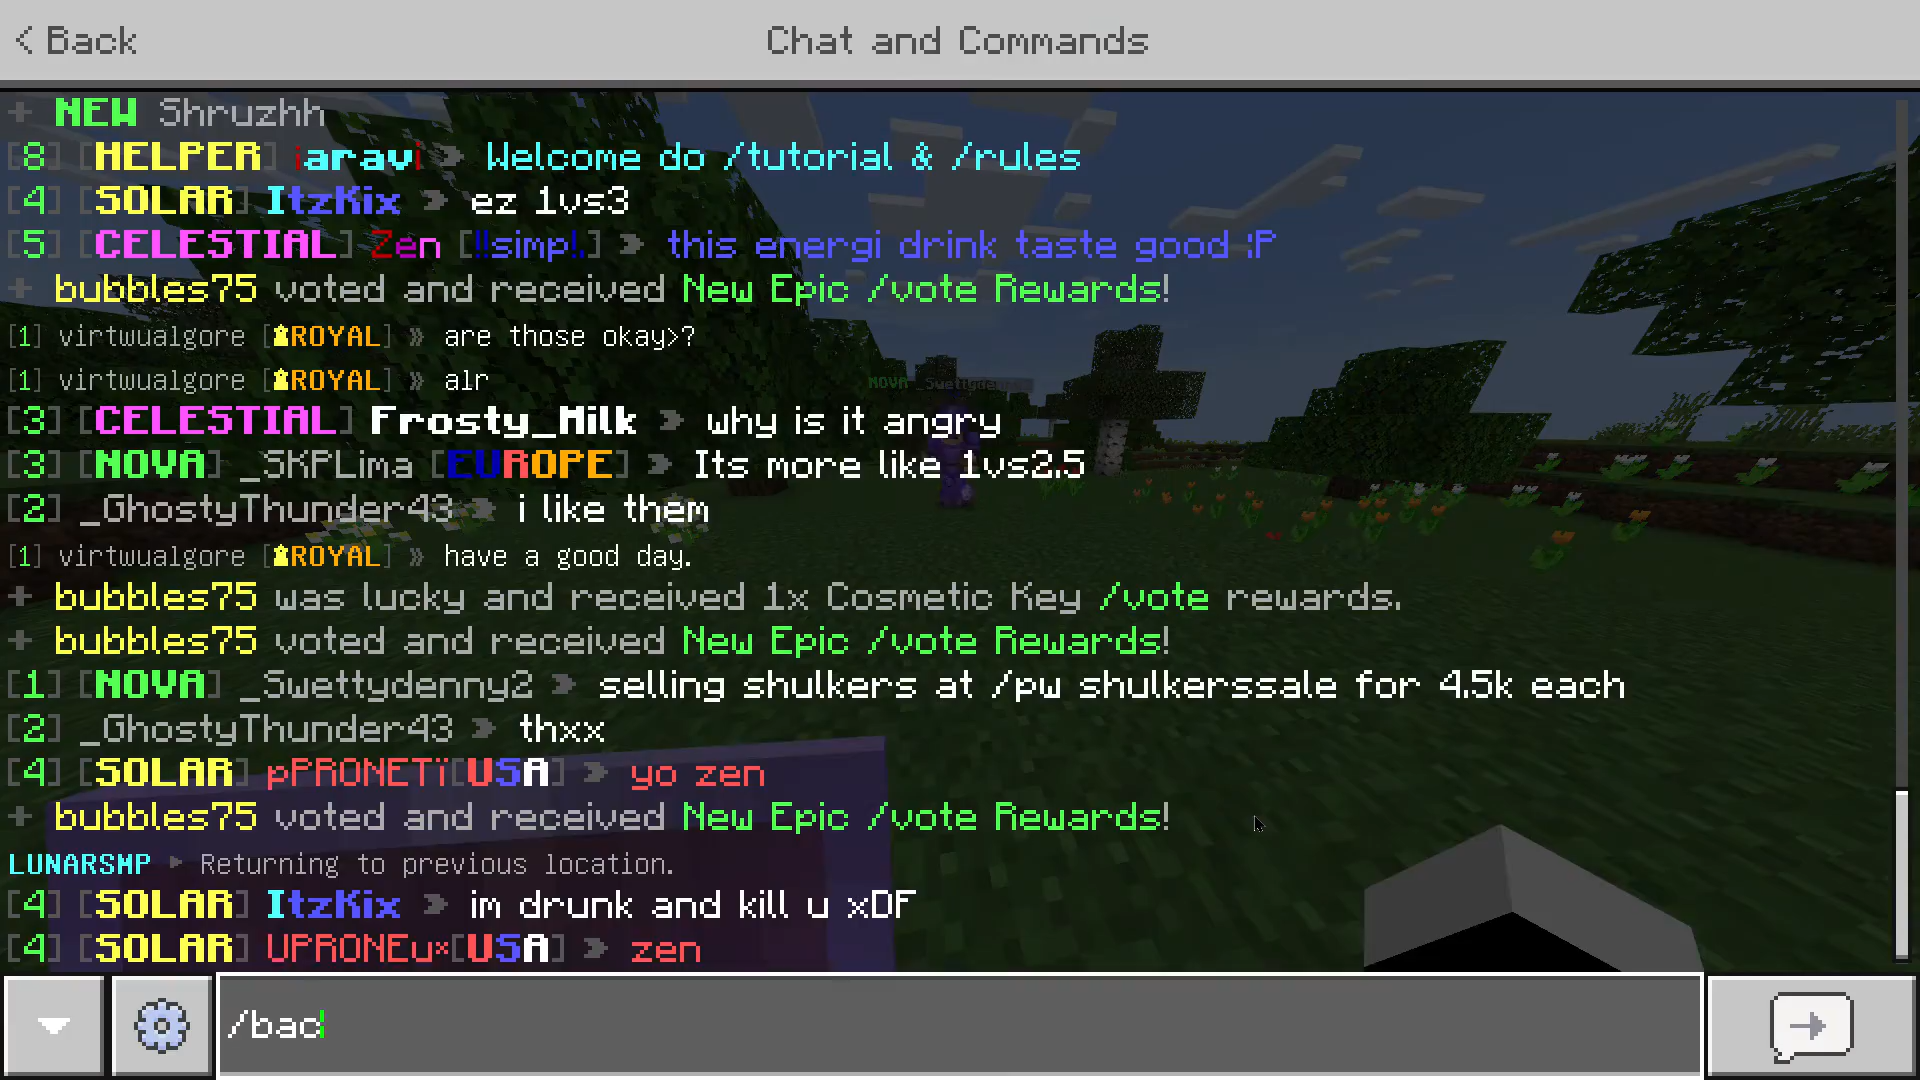 < Back
Chat and Commands
+ NEW Shruzhh
[8] [HELPER] ¡aravi » Welcome do /tutorial & /rules
[4] [SOLAR] ItzKix » ez 1vs3
[5] [CELESTIAL] Zen [!!simp!.] » this energi drink taste good :P
+ bubbles75 voted and received New Epic /vote Rewards!
[1] virtwualgore [ROYAL] » are those okay>?
[1] virtwualgore [ROYAL] » alr
NOVA _Swettydenny2
[3] [CELESTIAL] Frosty_Milk » why is it angry
[3] [NOVA] _SKPLima [EUROPE] » Its more like 1vs2.5
[2] _GhostyThunder43 » i like them
[1] virtwualgore [ROYAL] » have a good day.
+ bubbles75 was lucky and received 1x Cosmetic Key /vote rewards.
+ bubbles75 voted and received New Epic /vote Rewards!
[1] [NOVA] _Swettydenny2 » selling shulkers at /pw shulkerssale for 4.5k each
[2] _GhostyThunder43 » thxx
[4] [SOLAR] pPRONETï[USA] » yo zen
+ bubbles75 voted and received New Epic /vote Rewards!
LUNARSMP ▸ Returning to previous location.
[4] [SOLAR] ItzKix » im drunk and kill u xDF
[4] [SOLAR] UPRONEu×[USA] » zen
/bac